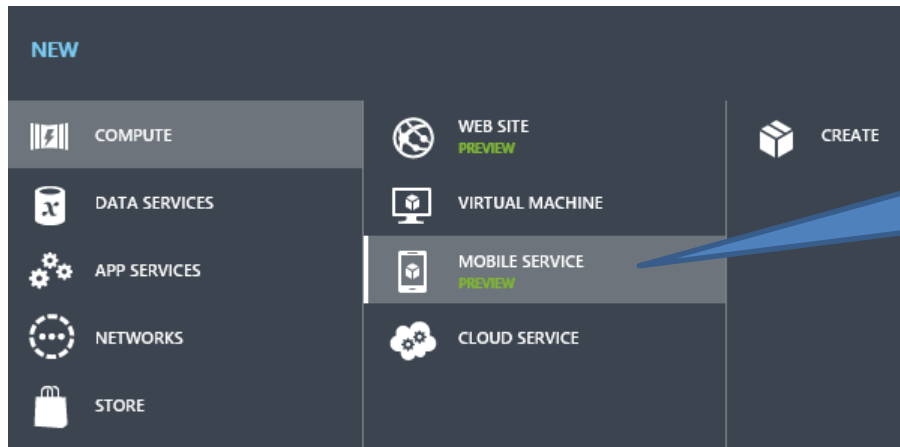 NEW
COMPUTE
DATA SERVICES
APP SERVICES
NETWORKS
STORE
WEB SITE
PREVIEW
VIRTUAL MACHINE
MOBILE SERVICE
PREVIEW
CLOUD SERVICE
CREATE